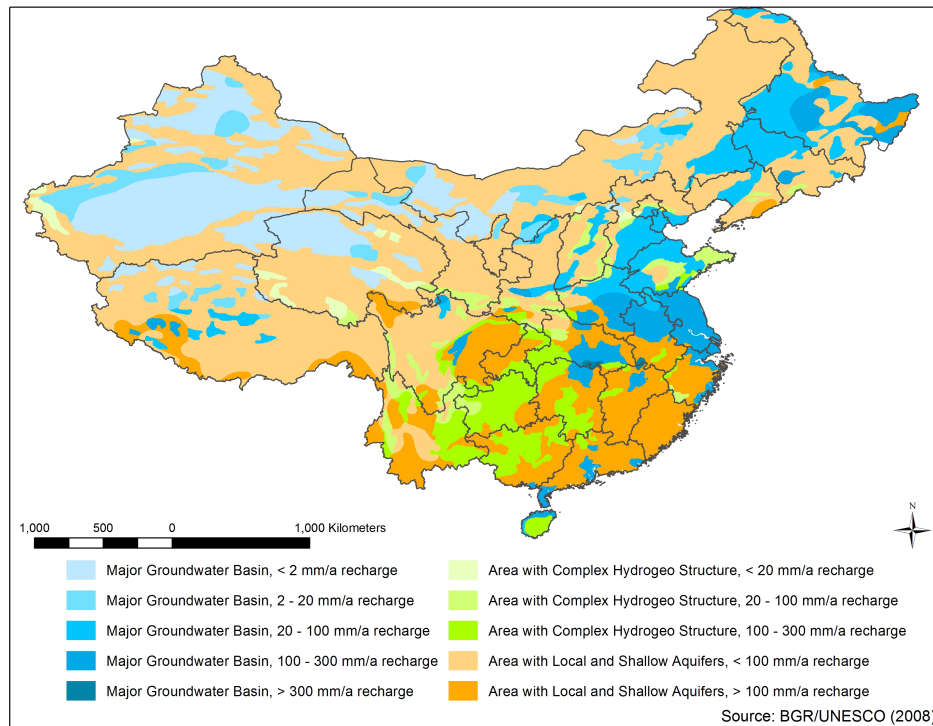 N
1,000 500 0 1,000 Kilometers
Major Groundwater Basin, < 2 mm/a recharge
Major Groundwater Basin, 2 - 20 mm/a recharge
Major Groundwater Basin, 20 - 100 mm/a recharge
Major Groundwater Basin, 100 - 300 mm/a recharge
Major Groundwater Basin, > 300 mm/a recharge
Area with Complex Hydrogeo Structure, < 20 mm/a recharge
Area with Complex Hydrogeo Structure, 20 - 100 mm/a recharge
Area with Complex Hydrogeo Structure, 100 - 300 mm/a recharge
Area with Local and Shallow Aquifers, < 100 mm/a recharge
Area with Local and Shallow Aquifers, > 100 mm/a recharge
Source: BGR/UNESCO (2008)